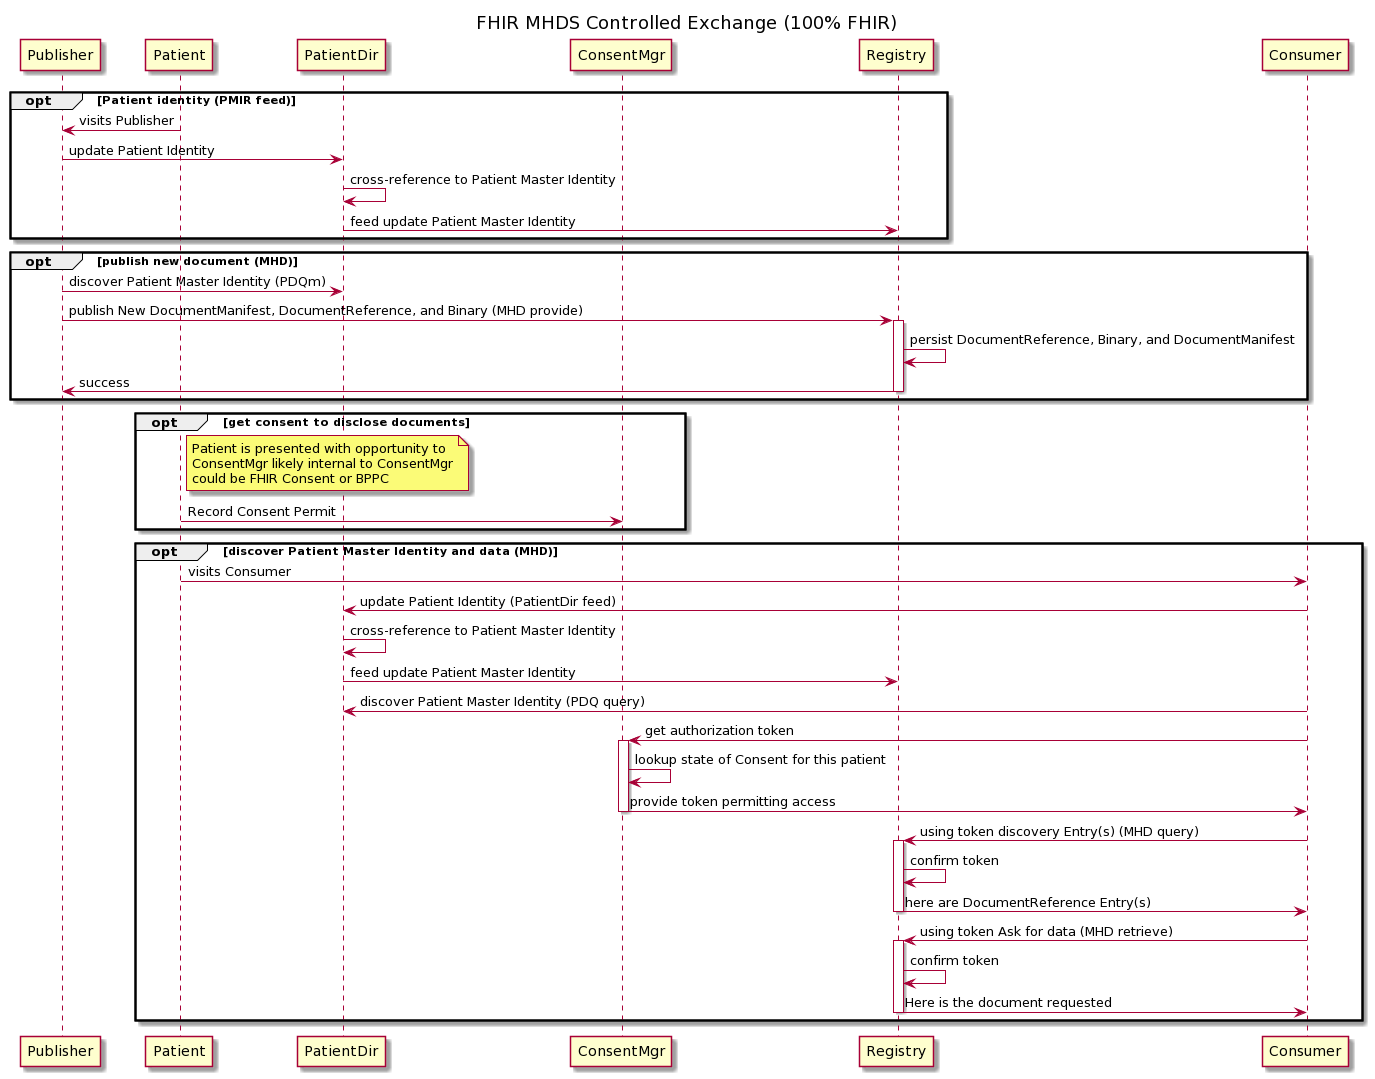 FHIR MHDS Controlled Exchange (100% FHIR)
Publisher Patient PatientDir ConsentMgr Registry Consumer
opt [Patient identity (PMIR feed)]
visits Publisher
update Patient Identity
cross-reference to Patient Master Identity
feed update Patient Master Identity
opt [publish new document (MHD)]
discover Patient Master Identity (PDQm)
publish New DocumentManifest, DocumentReference, and Binary (MHD provide)
persist DocumentReference, Binary, and DocumentManifest
success
opt [get consent to disclose documents]
Patient is presented with opportunity to
ConsentMgr likely internal to ConsentMgr
could be FHIR Consent or BPPC
Record Consent Permit
opt [discover Patient Master Identity and data (MHD)]
visits Consumer
update Patient Identity (PatientDir feed)
cross-reference to Patient Master Identity
feed update Patient Master Identity
discover Patient Master Identity (PDQ query)
get authorization token
lookup state of Consent for this patient
provide token permitting access
using token discovery Entry(s) (MHD query)
confirm token
here are DocumentReference Entry(s)
using token Ask for data (MHD retrieve)
confirm token
Here is the document requested
Publisher Patient PatientDir ConsentMgr Registry Consumer